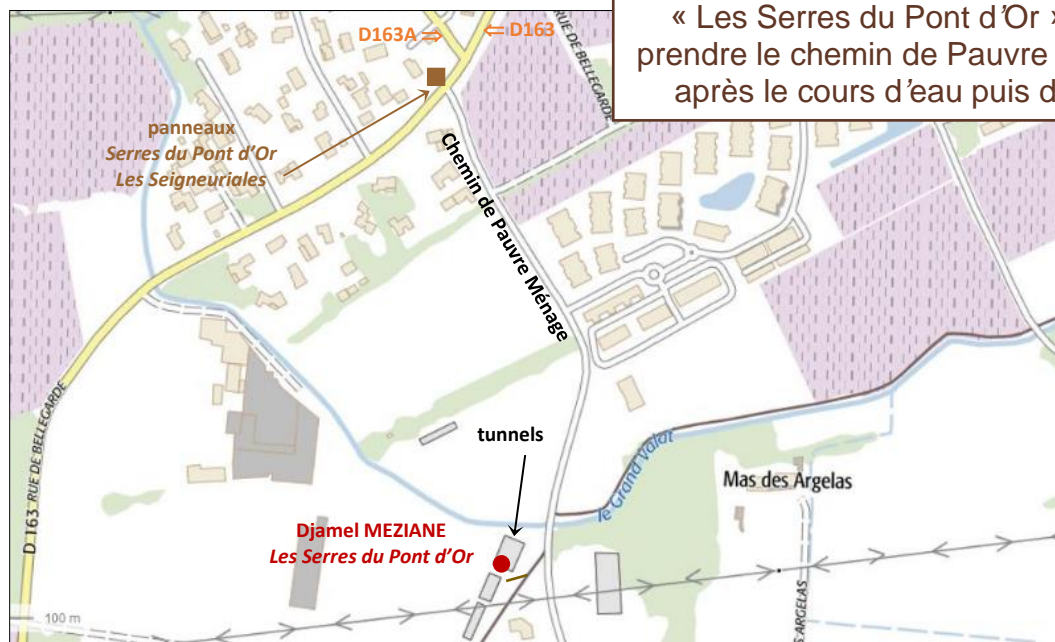 « Les Serres du Pont d'Or »
prendre le chemin de Pauvre
après le cours d'eau puis d
D163A ⇒
⇐ D163
RUE DE BELLEGARDE
panneaux
Serres du Pont d'Or
Les Seigneuriales
Chemin de Pauvre Ménage
D 163 RUE DE BELLEGARDE
tunnels
le Grand Valat
Mas des Argelas
Djamel MEZIANE
Les Serres du Pont d'Or
100 m
ARGELAS